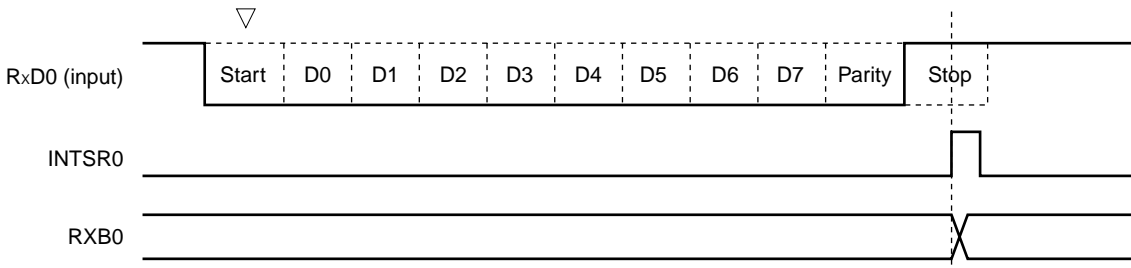 RxD0 (input) Start D0 D1 D2 D3 D4 D5 D6 D7 Parity Stop
INTSR0
RXB0